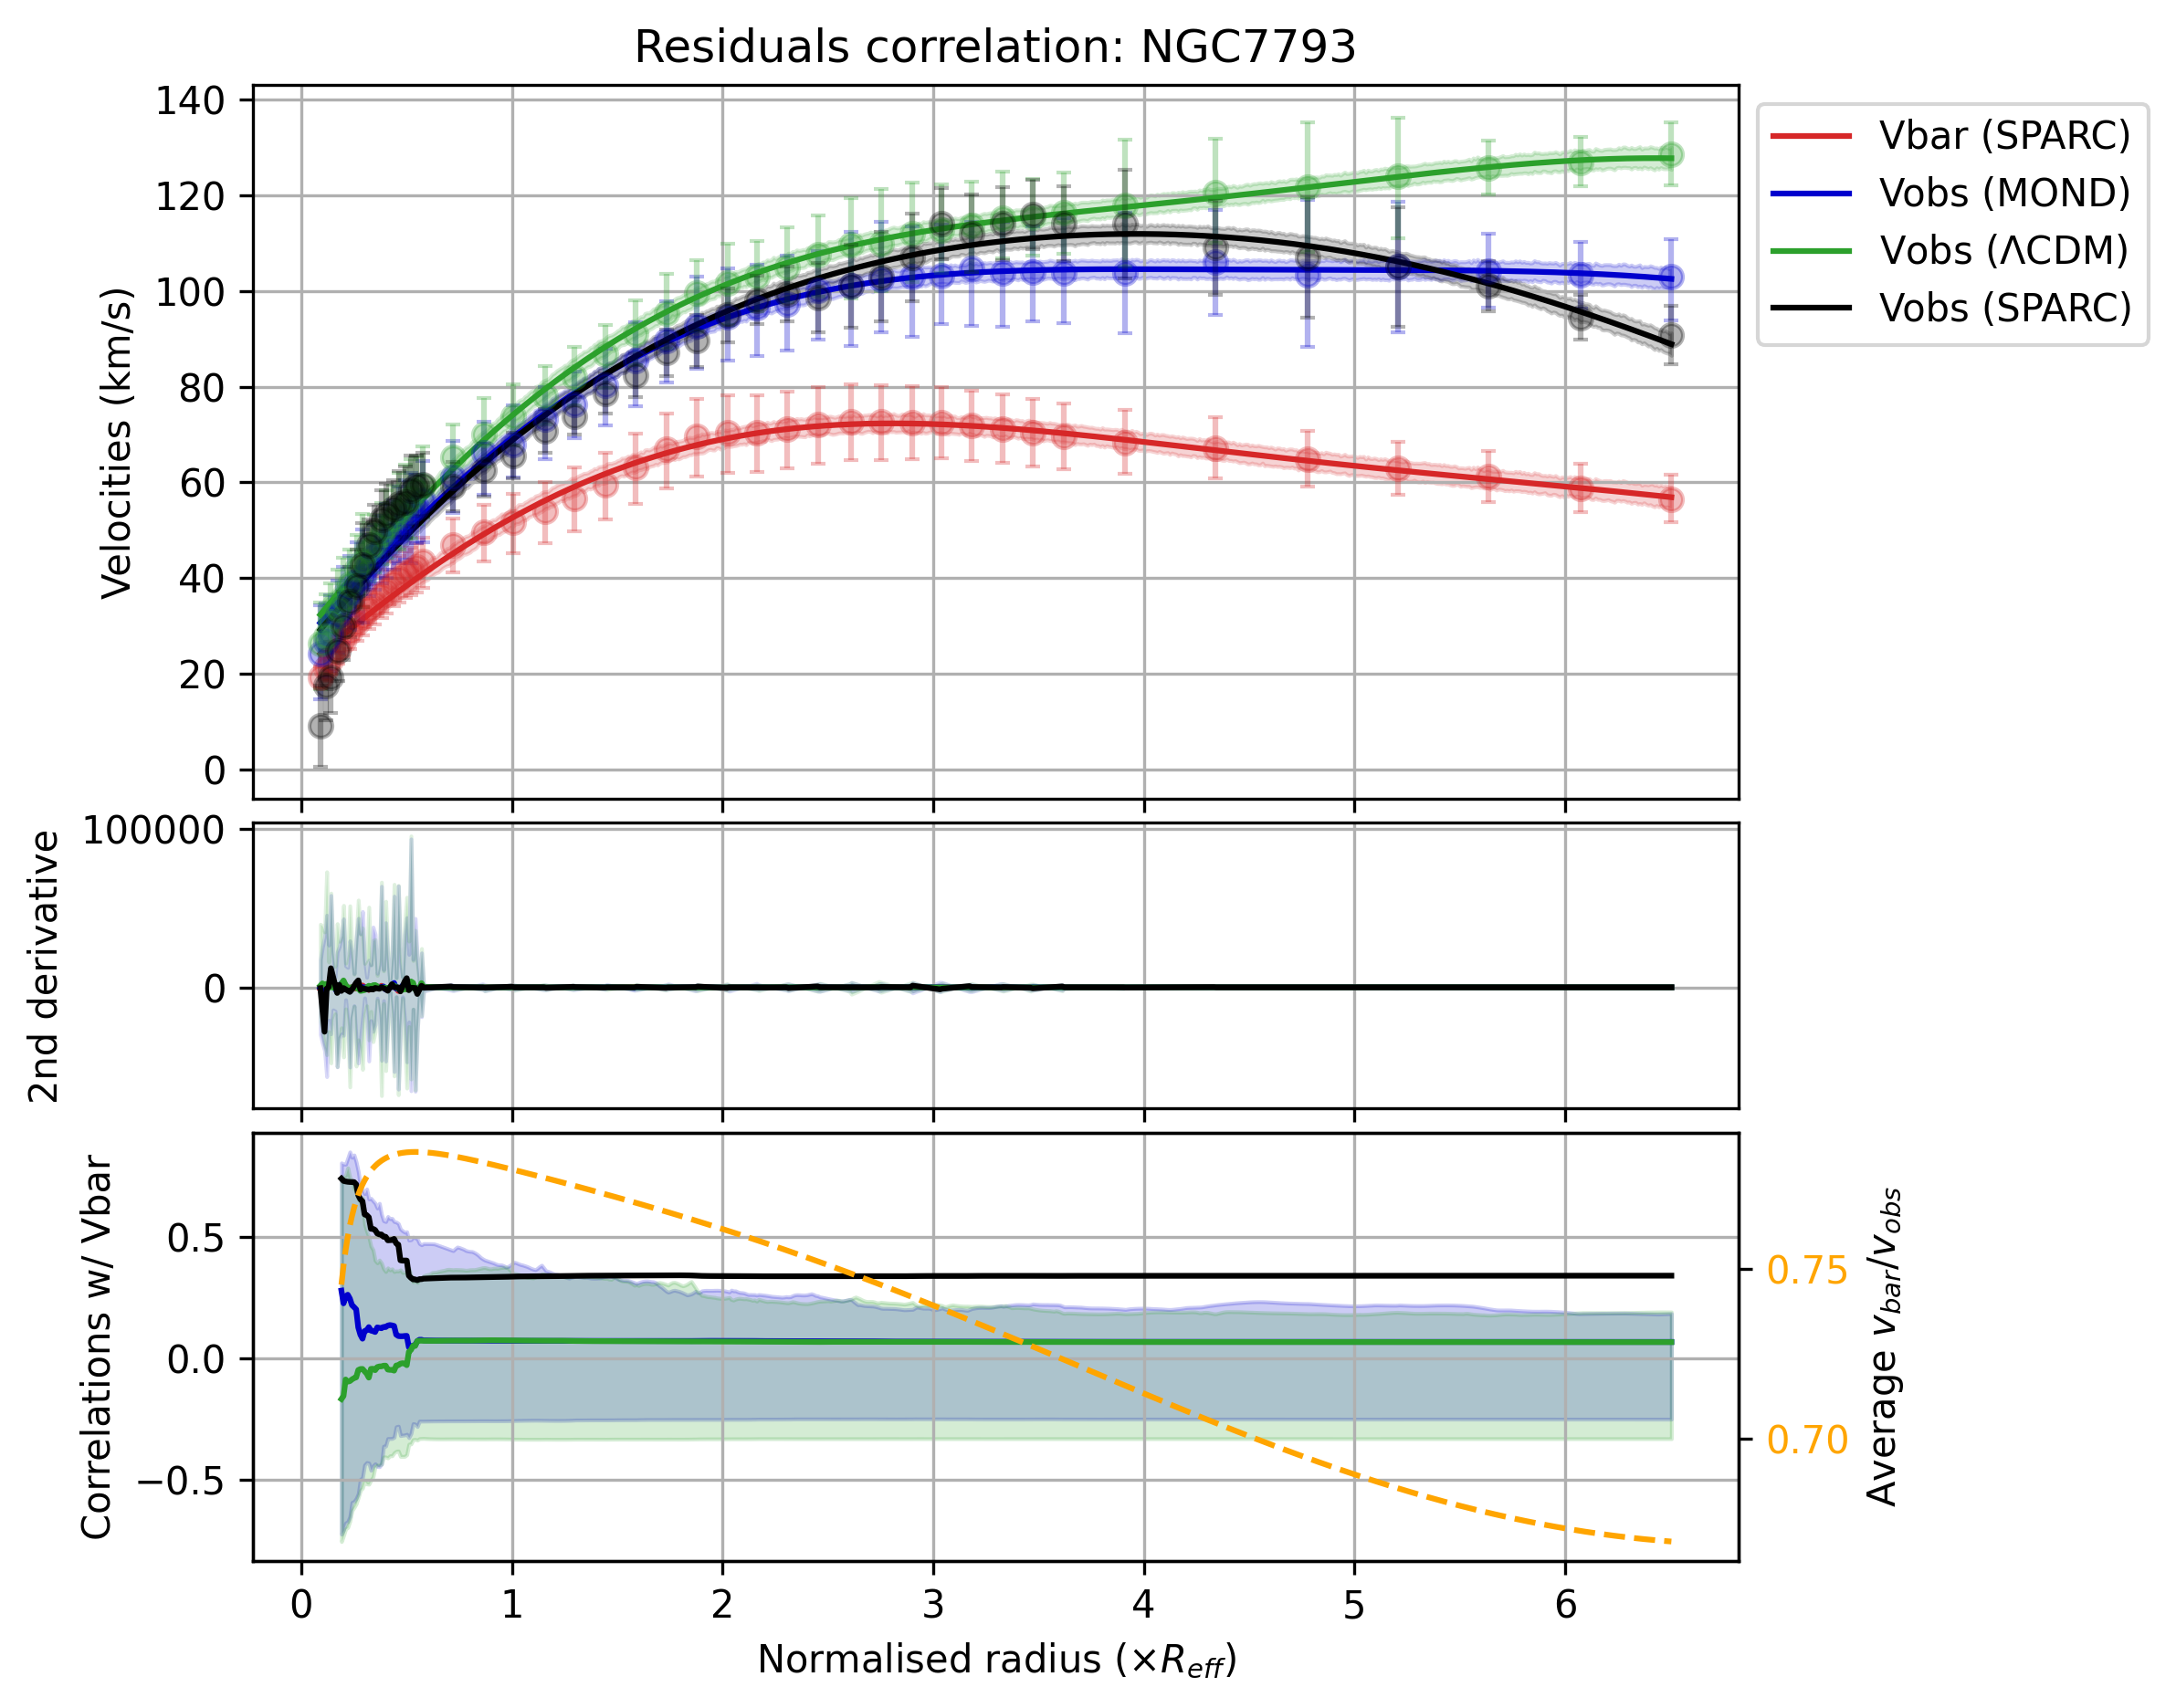 Residuals correlation: NGC7793
140
120
100
80
60
40
20
0
Velocities (km/s)
Vbar (SPARC)
Vobs (MOND)
Vobs (ΛCDM)
Vobs (SPARC)
100000
0
2nd derivative
0.5
0.0
−0.5
Correlations w/ Vbar
0.75
0.70
Average v_bar/v_obs
0 1 2 3 4 5 6
Normalised radius (×R_eff)